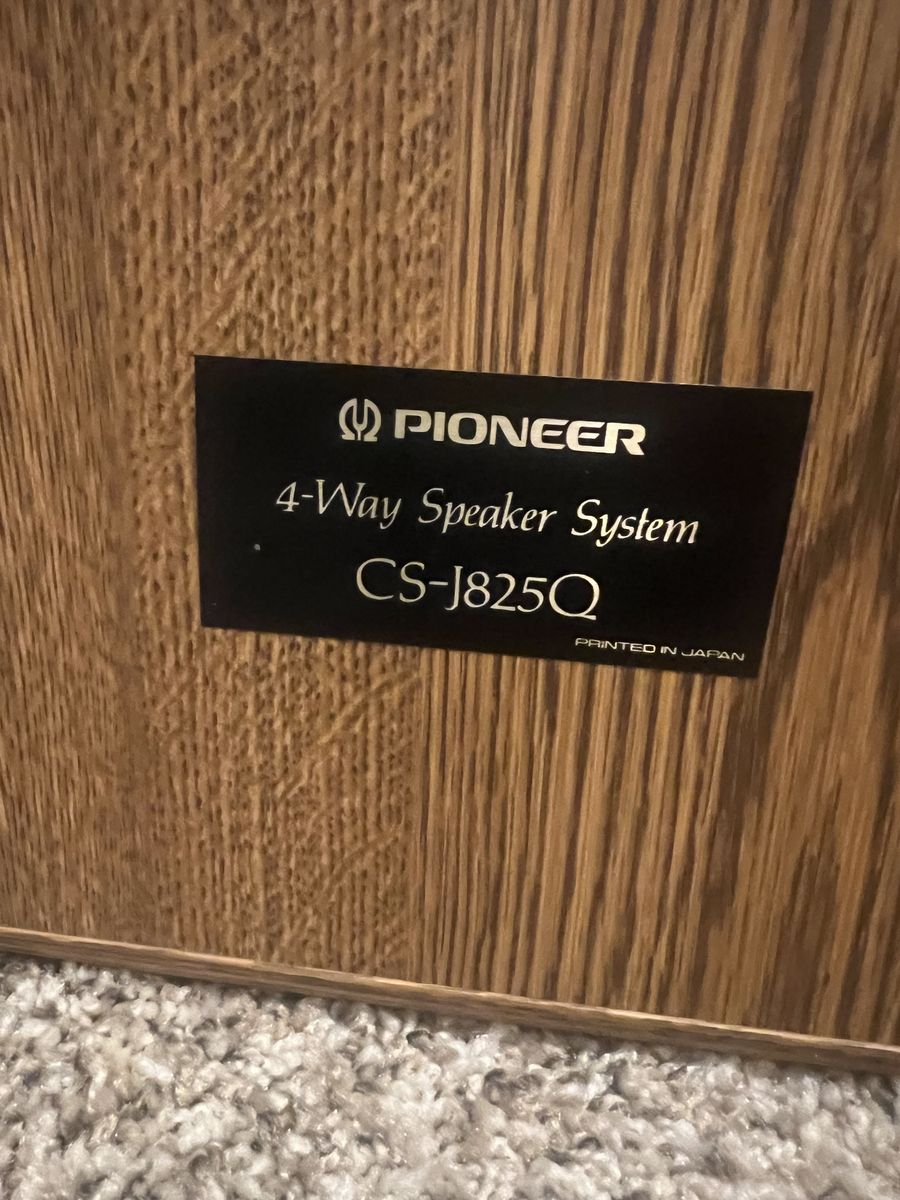 PIONEER
4-Way Speaker System
CS-J825Q
PRINTED IN JAPAN